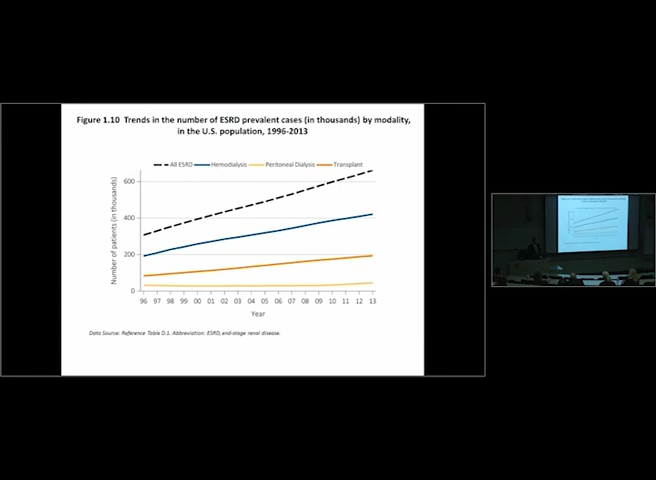 Figure 1.10 Trends in the number of ESRD prevalent cases (in thousands) by modality,
in the U.S. population, 1996-2013
All ESRD Hemodialysis Peritoneal Dialysis Transplant
Number of patients (in thousands)
600
400
200
0
96 97 98 99 00 01 02 03 04 05 06 07 08 09 10 11 12 13
Year
Data Source: Reference Table D.1. Abbreviation: ESRD, end-stage renal disease.